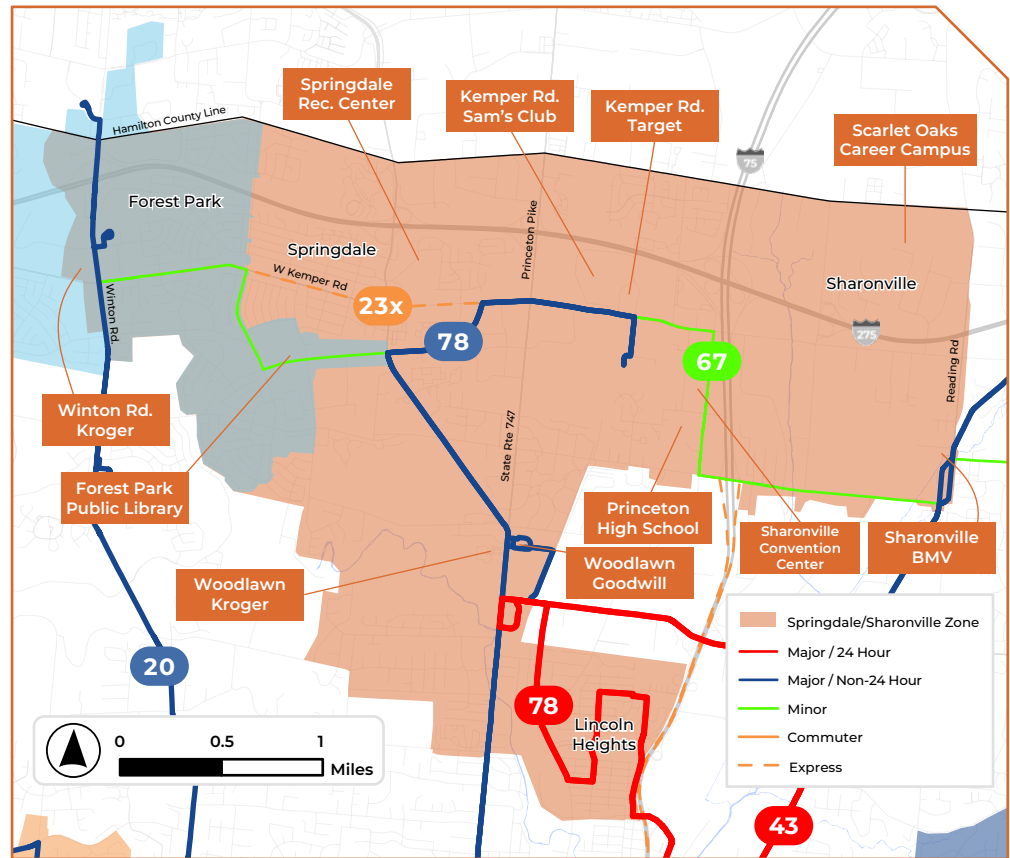 Hamilton County Line
Springdale
Rec. Center
Kemper Rd.
Sam's Club
Kemper Rd.
Target
Scarlet Oaks
Career Campus
75
Forest Park
Princeton Pike
Springdale
W Kemper Rd
Sharonville
23x
Winton Rd.
78
67
275
Reading Rd
Winton Rd.
Kroger
State Rte 747
Forest Park
Public Library
Princeton
High School
Sharonville
Convention
Center
Sharonville
BMV
Woodlawn
Kroger
Woodlawn
Goodwill
20
78
Lincoln
Heights
43
Springdale/Sharonville Zone
Major / 24 Hour
Major / Non-24 Hour
Minor
Commuter
Express
0 0.5 1
Miles